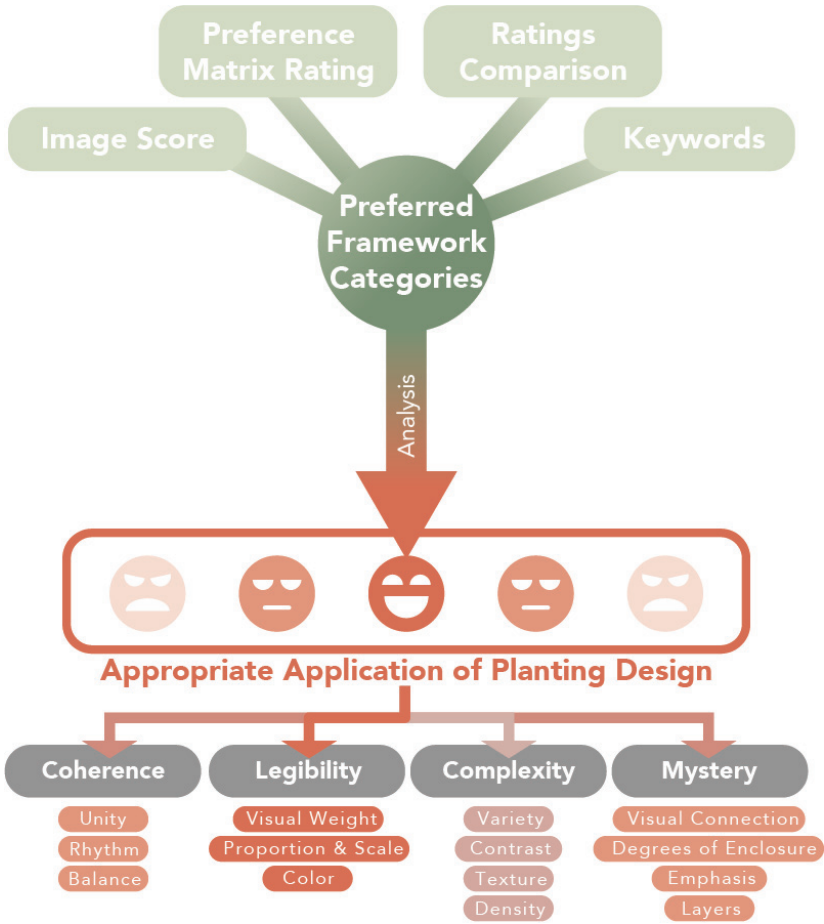 Preference
Matrix Rating
Ratings
Comparison
Image Score
Keywords
Preferred
Framework
Categories
Analysis
Appropriate Application of Planting Design
Coherence
Unity
Rhythm
Balance
Legibility
Visual Weight
Proportion & Scale
Color
Complexity
Variety
Contrast
Texture
Density
Mystery
Visual Connection
Degrees of Enclosure
Emphasis
Layers